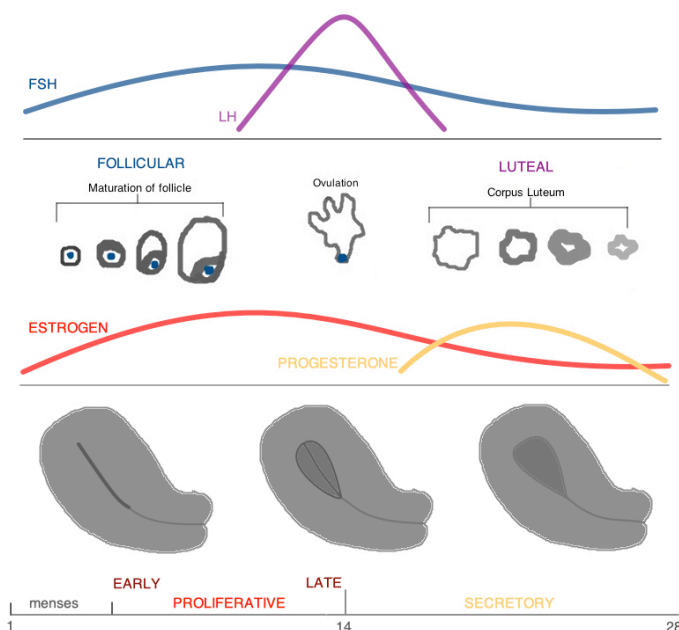 FSH
LH
FOLLICULAR
Maturation of follicle
Ovulation
LUTEAL
Corpus Luteum
ESTROGEN
PROGESTERONE
EARLY
LATE
menses
PROLIFERATIVE
SECRETORY
1
14
28